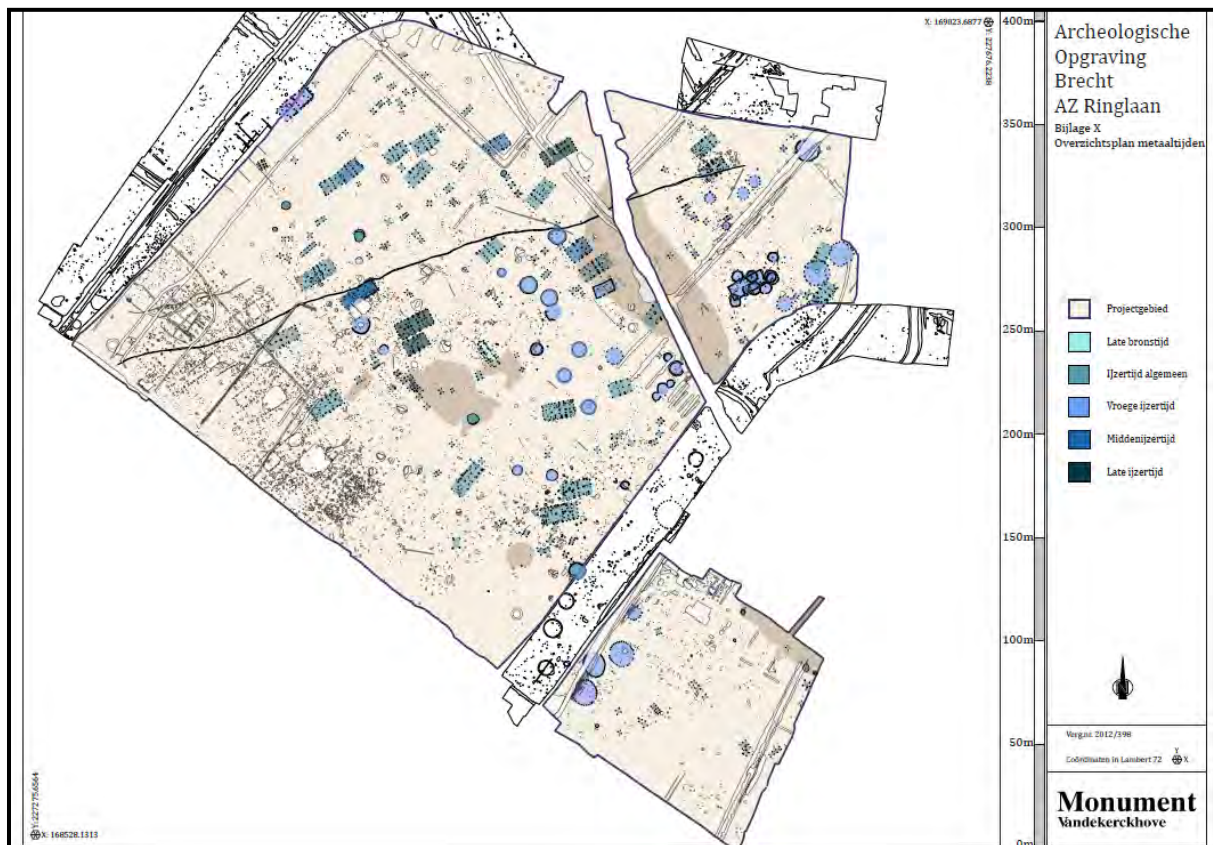 X: 169023.6877
Y: 227676.2238
400m
350m
300m
250m
200m
150m
100m
50m
0m
Y: 227275.6564
X: 168528.1313
Archeologische
Opgraving
Brecht
AZ Ringlaan
Bijlage X
Overzichtsplan metaaltijden
Projectgebied
Late bronstijd
IJzertijd algemeen
Vroege ijzertijd
Middenijzertijd
Late ijzertijd
N
Verg.nr. 2012/398
Coördinaten in Lambert 72
Y
X
Monument
Vandekerckhove